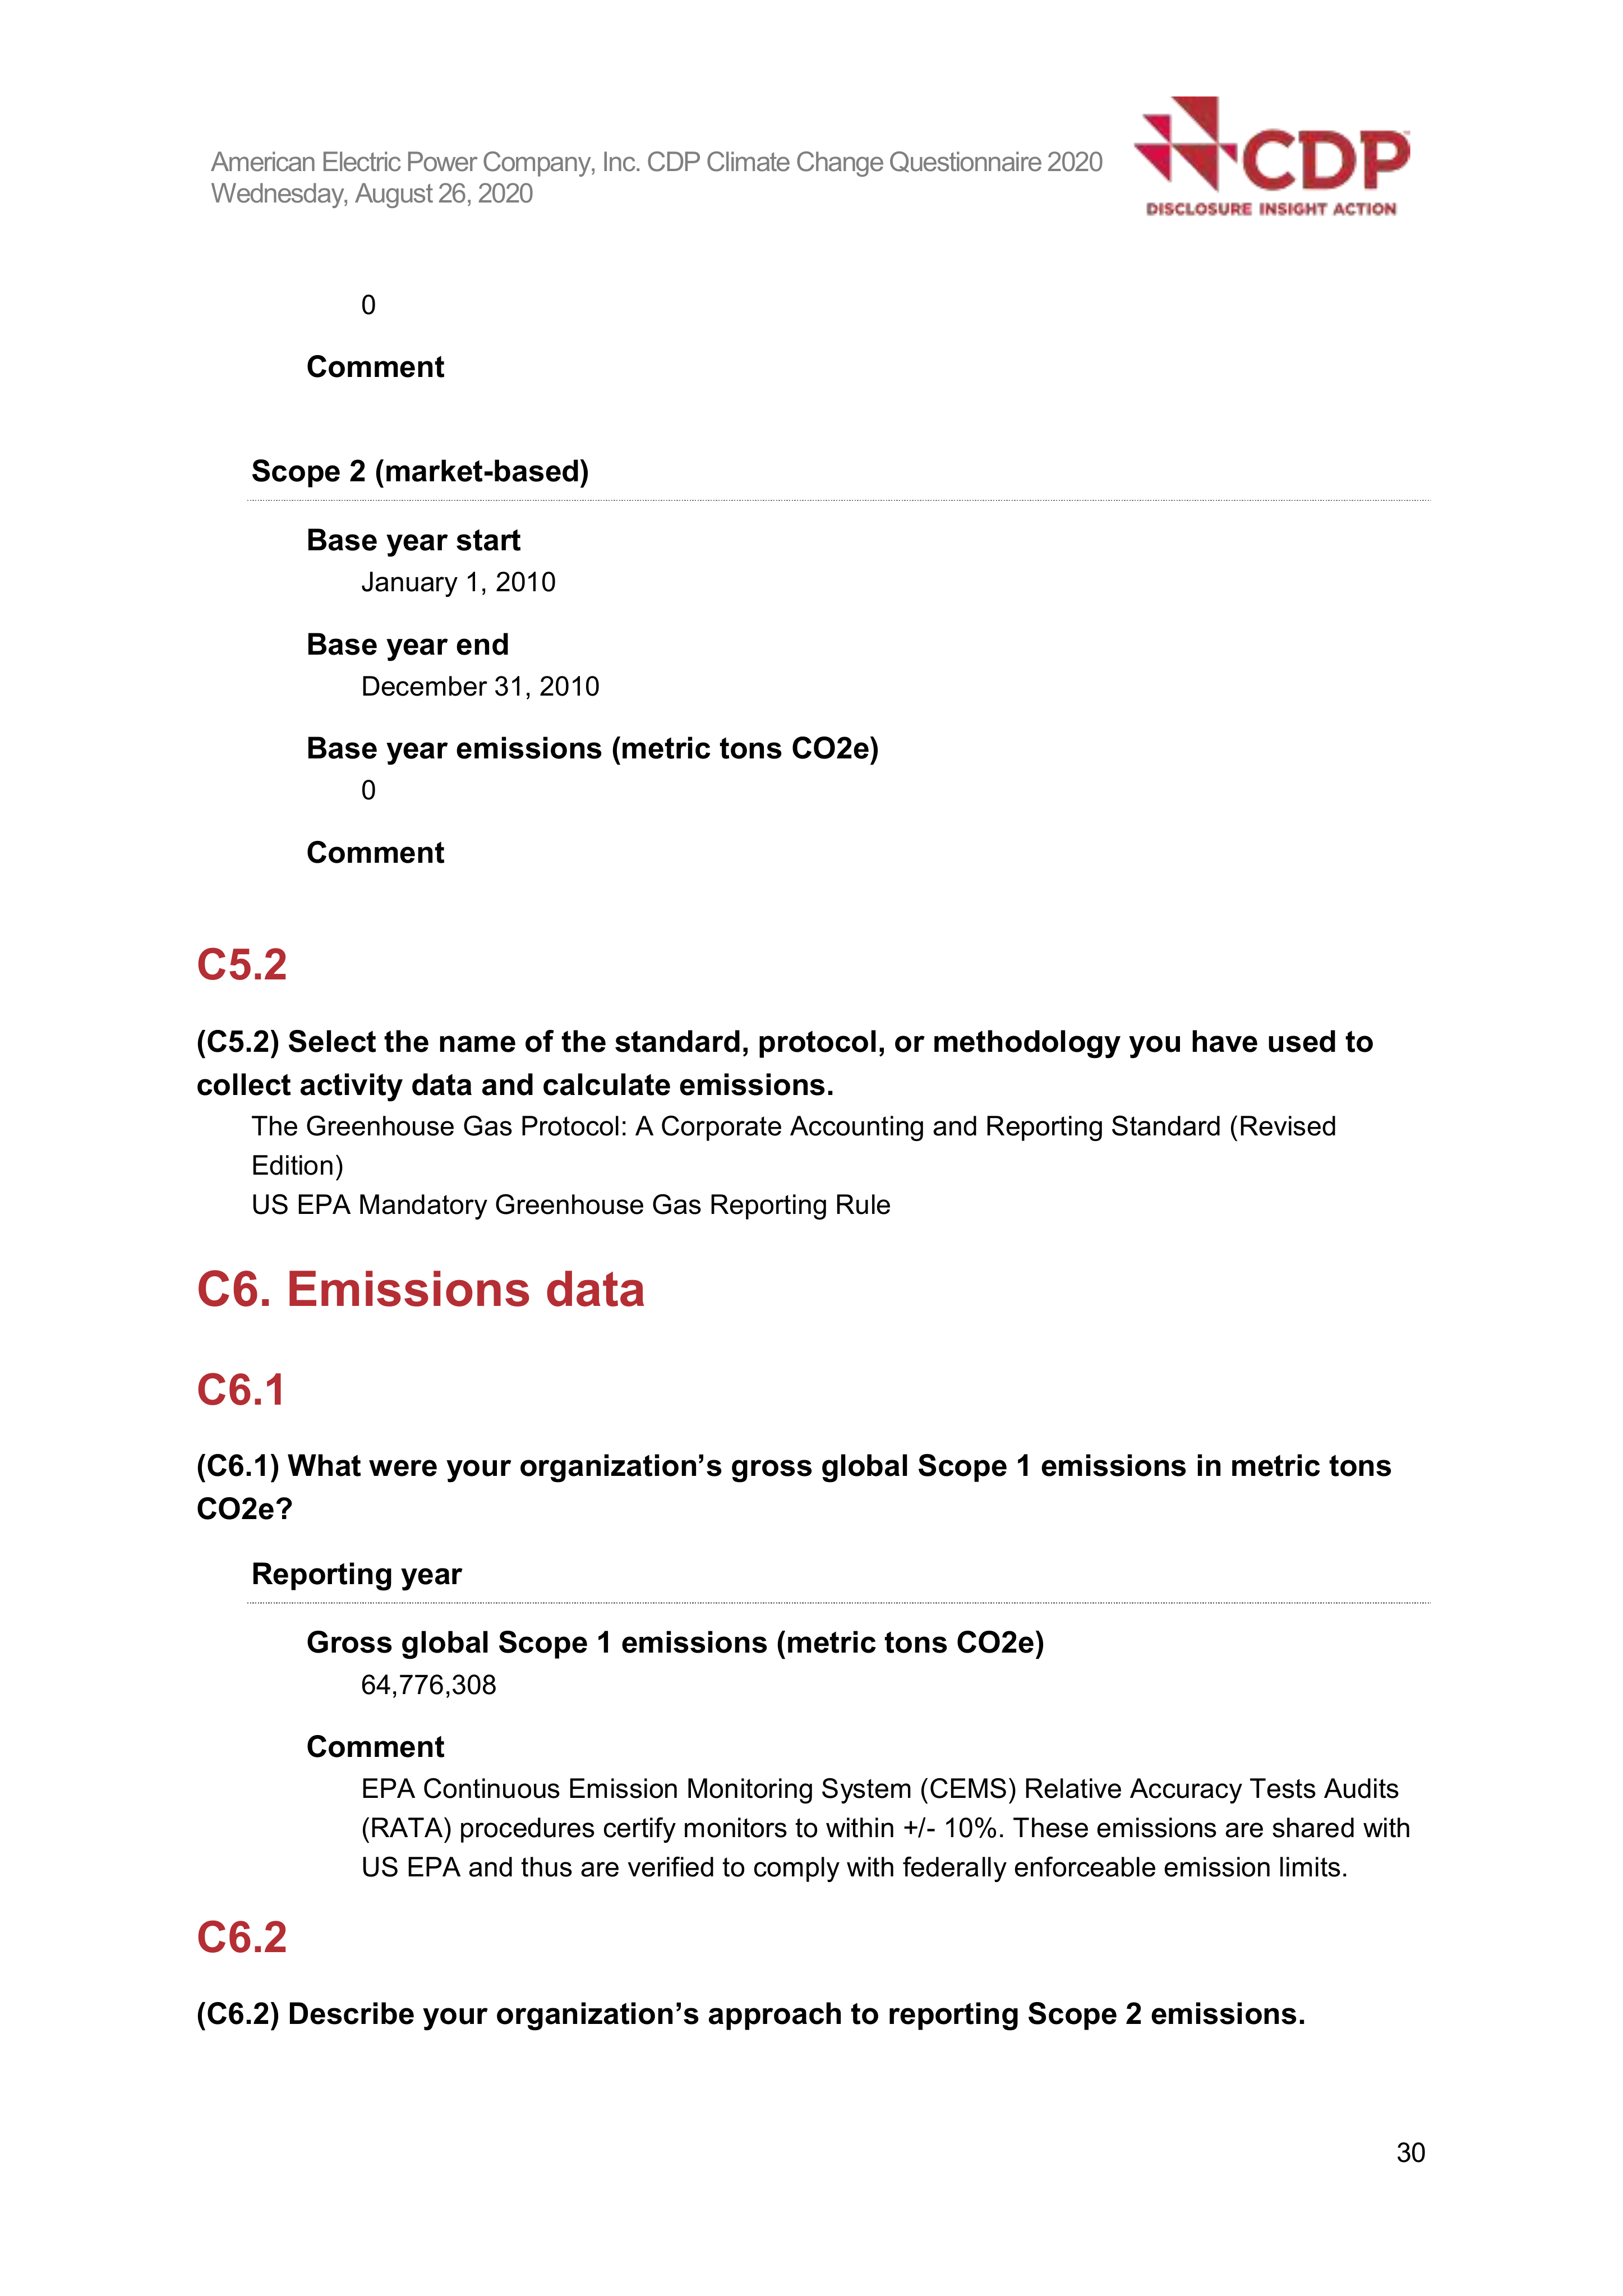 American Electric Power Company, Inc. CDP Climate Change Questionnaire 2020
Wednesday, August 26, 2020
CDP
DISCLOSURE INSIGHT ACTION
0
Comment
Scope 2 (market-based)
Base year start
January 1, 2010
Base year end
December 31, 2010
Base year emissions (metric tons CO2e)
0
Comment
C5.2
(C5.2) Select the name of the standard, protocol, or methodology you have used to
collect activity data and calculate emissions.
The Greenhouse Gas Protocol: A Corporate Accounting and Reporting Standard (Revised
Edition)
US EPA Mandatory Greenhouse Gas Reporting Rule
C6. Emissions data
C6.1
(C6.1) What were your organization’s gross global Scope 1 emissions in metric tons
CO2e?
Reporting year
Gross global Scope 1 emissions (metric tons CO2e)
64,776,308
Comment
EPA Continuous Emission Monitoring System (CEMS) Relative Accuracy Tests Audits
(RATA) procedures certify monitors to within +/- 10%. These emissions are shared with
US EPA and thus are verified to comply with federally enforceable emission limits.
C6.2
(C6.2) Describe your organization’s approach to reporting Scope 2 emissions.
30